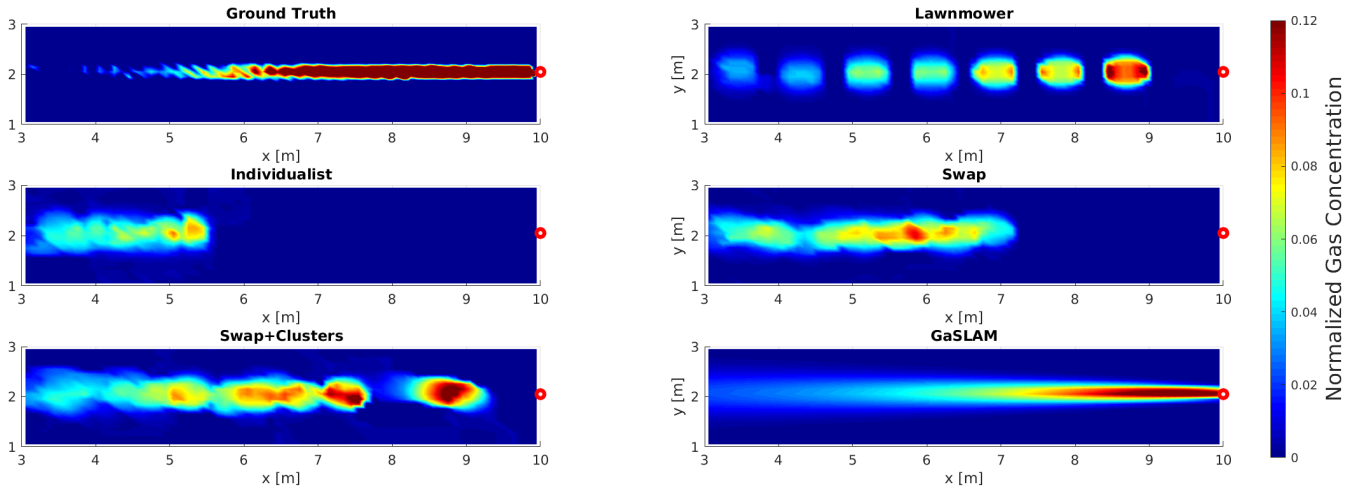 Ground Truth
3
2
1
3 4 5 6 7 8 9 10
x [m]
Lawnmower
y [m]
3
2
1
3 4 5 6 7 8 9 10
x [m]
Individualist
3
2
1
3 4 5 6 7 8 9 10
x [m]
Swap
y [m]
3
2
1
3 4 5 6 7 8 9 10
x [m]
Swap+Clusters
3
2
1
3 4 5 6 7 8 9 10
x [m]
GaSLAM
y [m]
3
2
1
3 4 5 6 7 8 9 10
x [m]
0.12
0.1
0.08
0.06
0.04
0.02
0
Normalized Gas Concentration